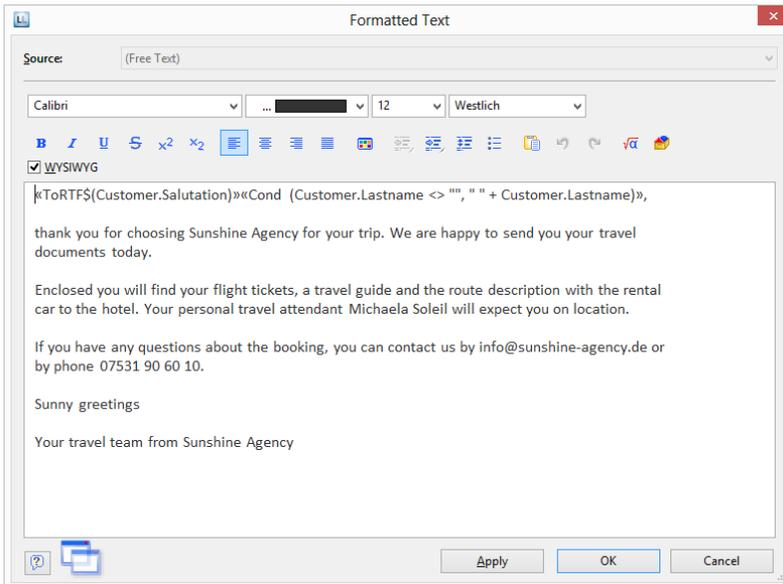 LL
Formatted Text
Source:
(Free Text)
Calibri
...
12
Westlich
B I U S x² x₂ √α
WYSIWYG
«ToRTF$(Customer.Salutation)»«Cond (Customer.Lastname <> "", " " + Customer.Lastname)»,
thank you for choosing Sunshine Agency for your trip. We are happy to send you your travel
documents today.
Enclosed you will find your flight tickets, a travel guide and the route description with the rental
car to the hotel. Your personal travel attendant Michaela Soleil will expect you on location.
If you have any questions about the booking, you can contact us by info@sunshine-agency.de or
by phone 07531 90 60 10.
Sunny greetings
Your travel team from Sunshine Agency
?
Apply
OK
Cancel